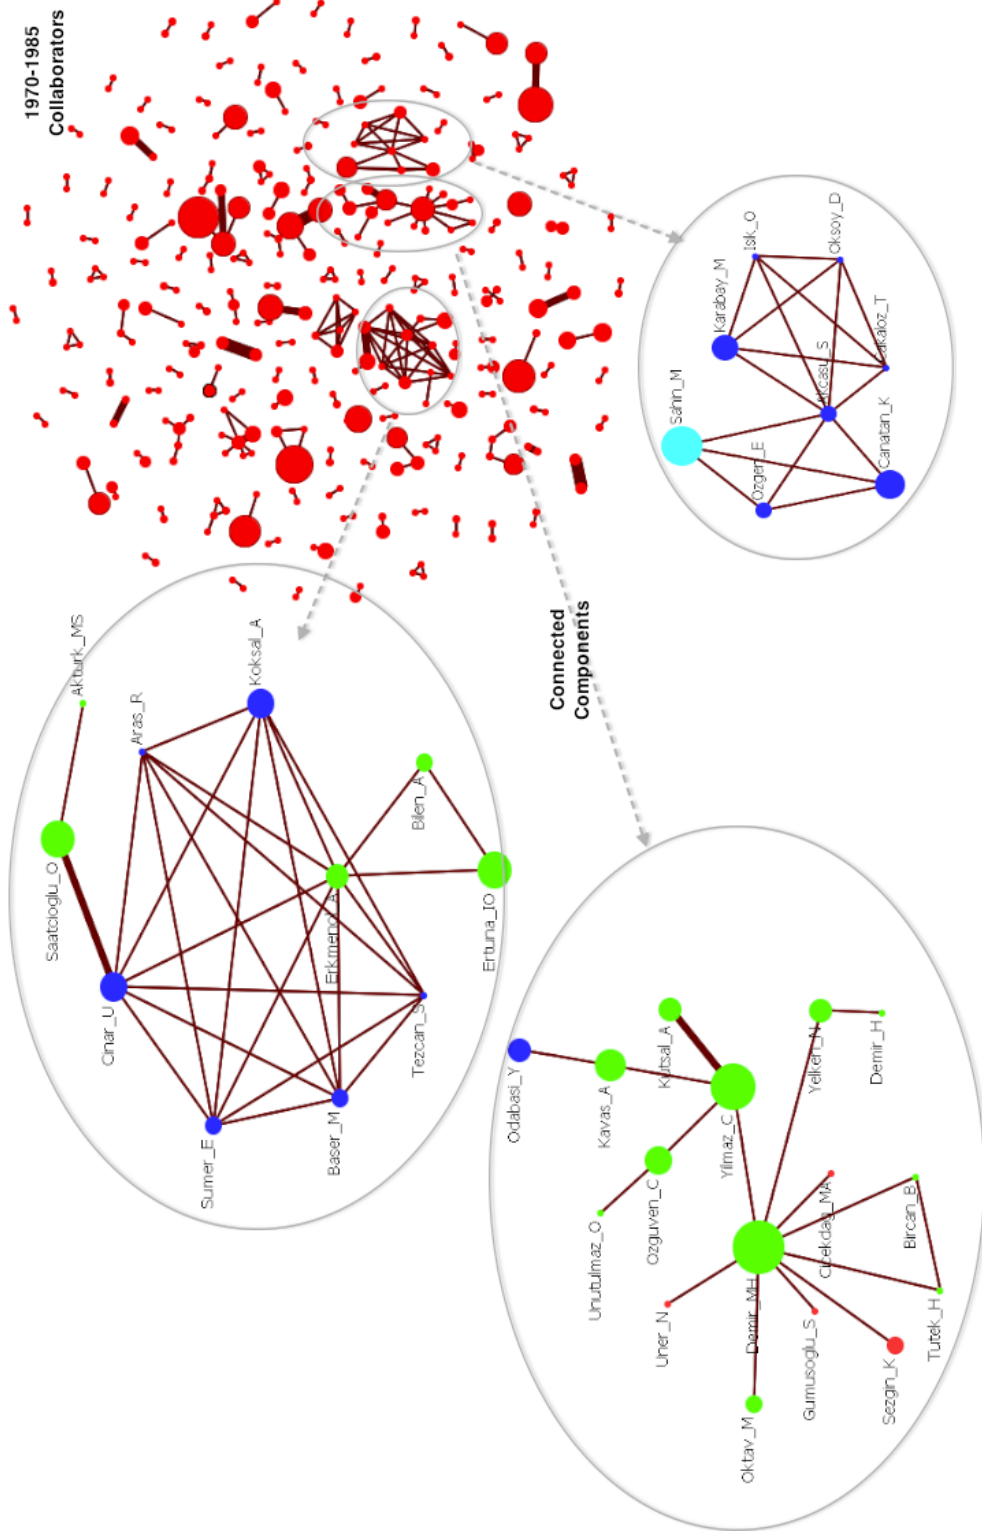 1970-1985
Collaborators
Isk_O
Oksoy_D
Karabay_M
Cakaloz_T
Akcasu_S
Sahin_M
Ozgen_E
Canatan_K
Connected
Components
Akturk_MS
Koksal_A
Aras_R
Bilen_A
Saatcioglu_O
Erkmenol_A
Ertuna_IO
Cinar_U
Tezcan_S
Baser_M
Sumer_E
Odabasi_Y
Kutsal_A
Kavas_A
Yelken_N
Demir_H
Yilmaz_C
Ozguven_C
Unutulmaz_O
Cicekdag_MA
Bircan_B
Uner_N
Demir_MH
Gumusoglu_S
Tutek_H
Sezgin_K
Oktav_M